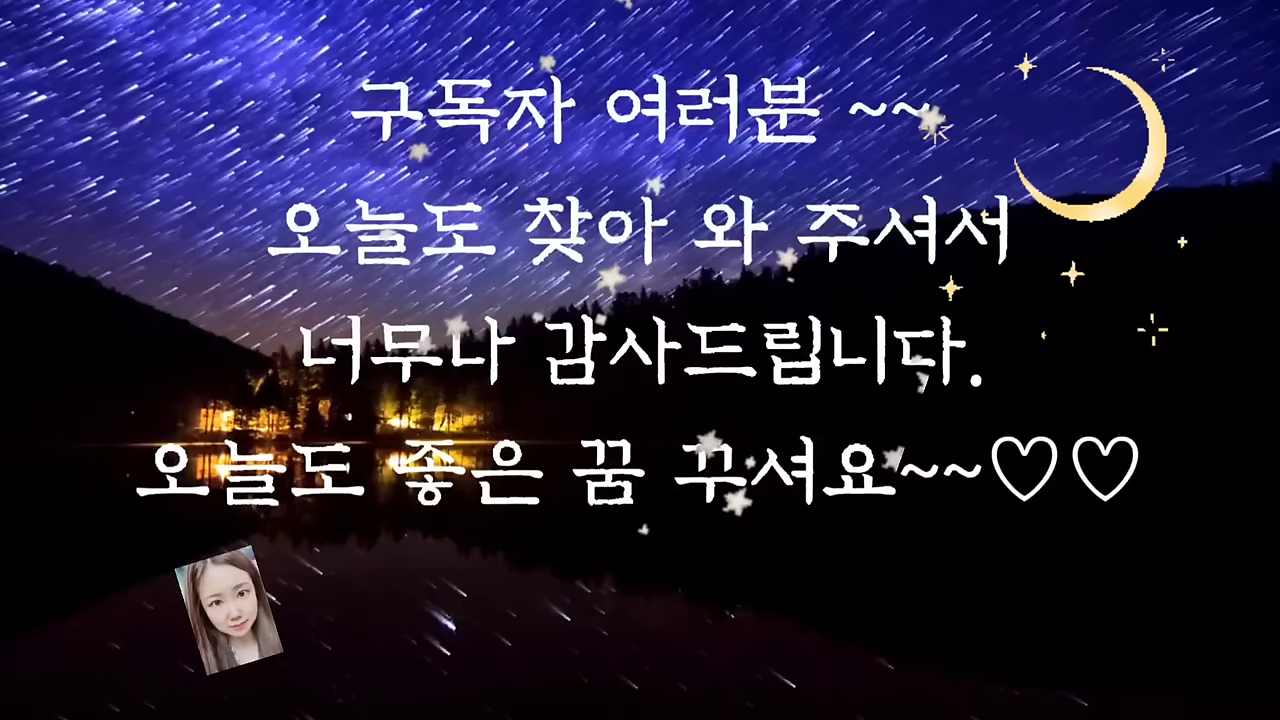 구독자 여러분 ~~
오늘도 찾아 와 주셔서
너무나 감사드립니다.
오늘도 좋은 꿈 꾸셔요~~♡♡